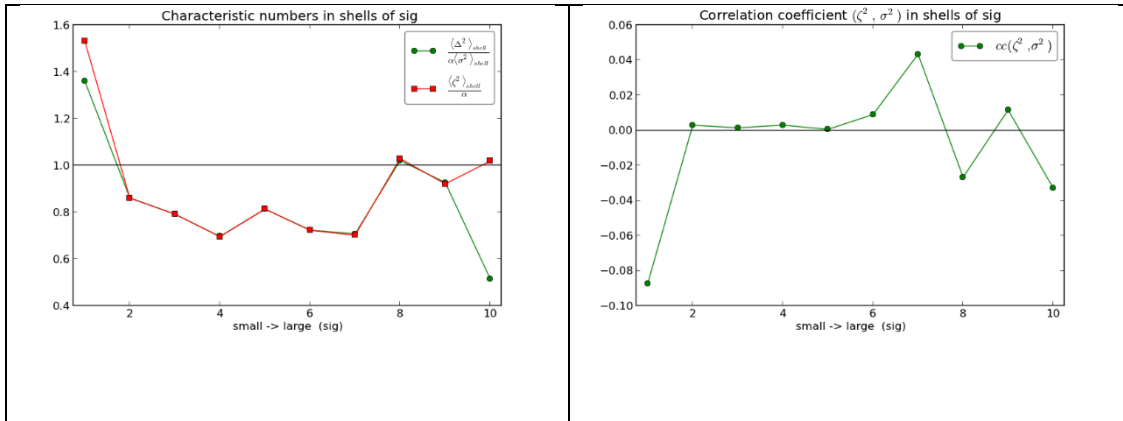 Characteristic numbers in shells of sig
1.6
1.4
1.2
1.0
0.8
0.6
0.4
⟨Δ²⟩shell / α⟨σ²⟩shell
⟨ζ²⟩shell / α
2 4 6 8 10
small -> large (sig)
Correlation coefficient (ζ² , σ² ) in shells of sig
0.06
0.04
0.02
0.00
−0.02
−0.04
−0.06
−0.08
−0.10
cc(ζ² ,σ² )
2 4 6 8 10
small -> large (sig)